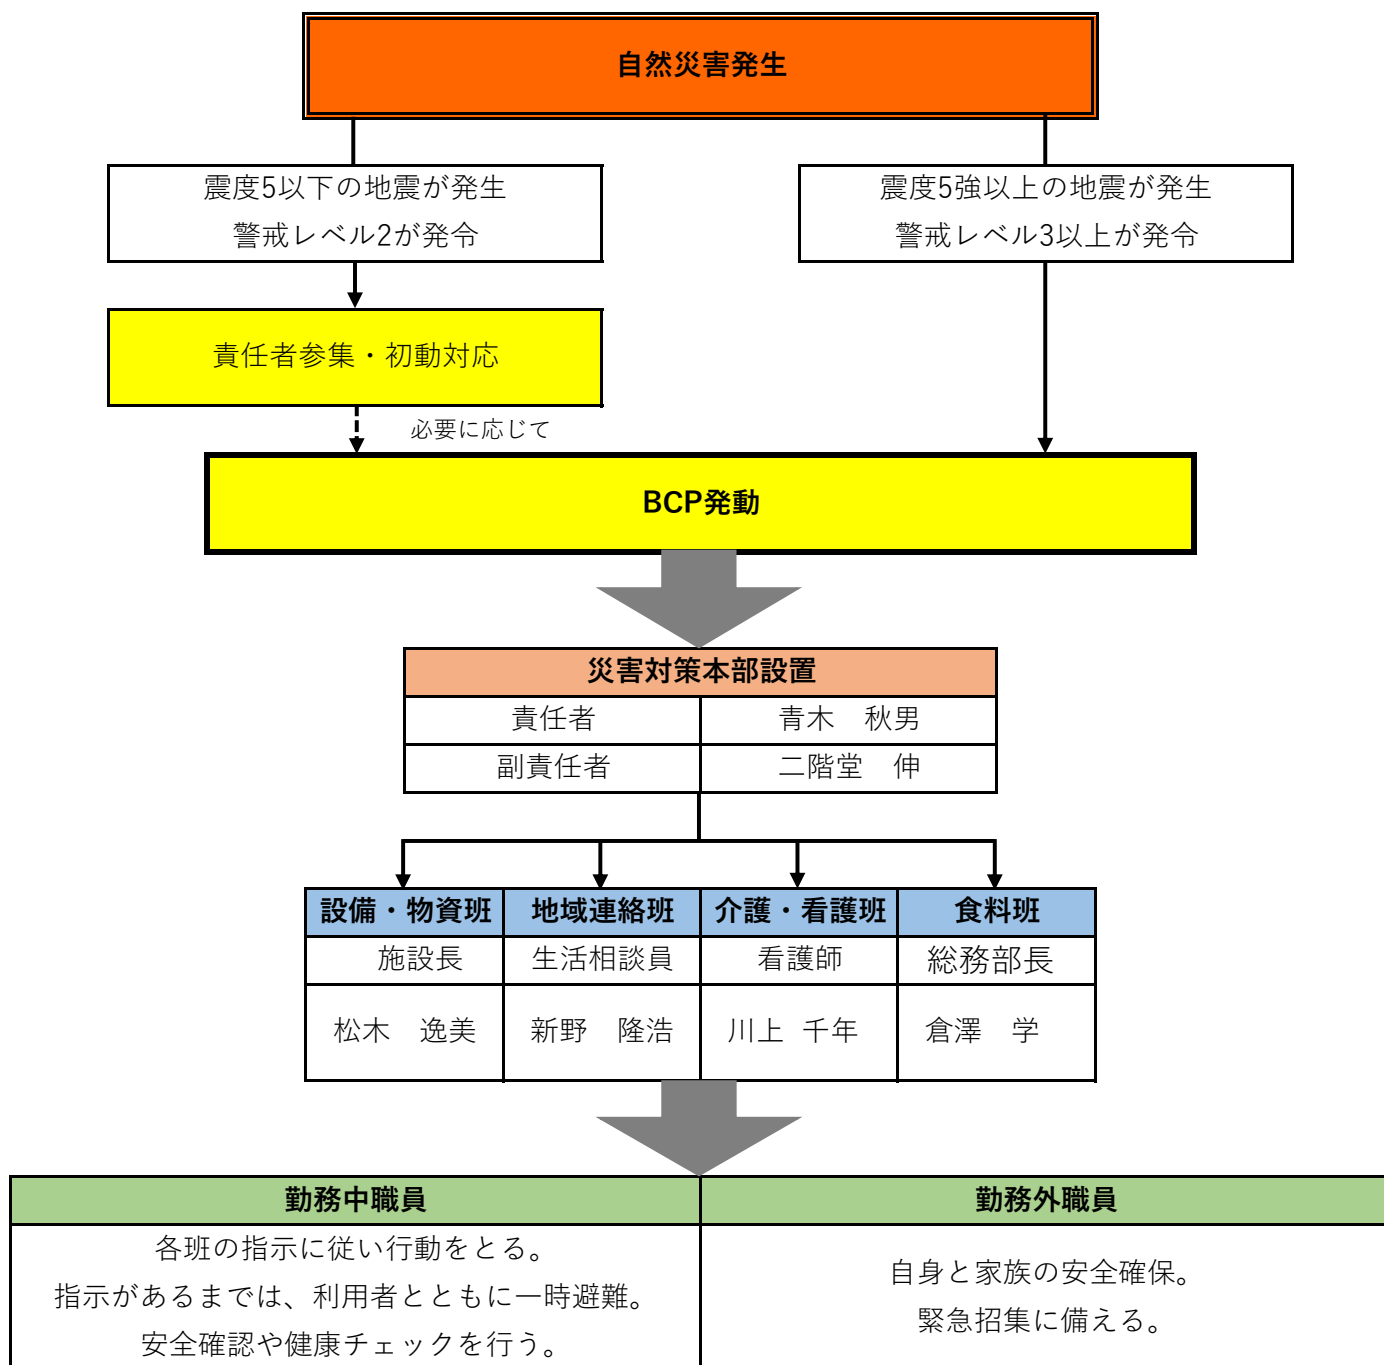 自然災害発生
震度5以下の地震が発生
警戒レベル2が発令
震度5強以上の地震が発生
警戒レベル3以上が発令
責任者参集・初動対応
必要に応じて
BCP発動
災害対策本部設置
責任者 青木　秋男
副責任者 二階堂　伸
設備・物資班 地域連絡班 介護・看護班 食料班
施設長 生活相談員 看護師 総務部長
松木　逸美 新野　隆浩 川上 千年 倉澤　学
勤務中職員
各班の指示に従い行動をとる。
指示があるまでは、利用者とともに一時避難。
安全確認や健康チェックを行う。
勤務外職員
自身と家族の安全確保。
緊急招集に備える。